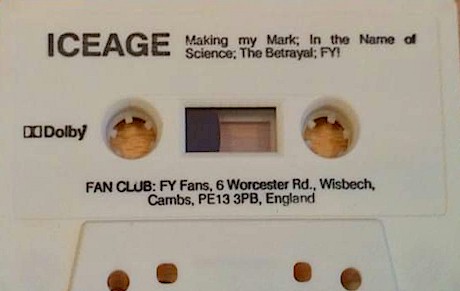 ICEAGE Making my Mark; In the Name of
Science; The Betrayal; FY!
Dolby
FAN CLUB: FY Fans, 6 Worcester Rd., Wisbech,
Cambs, PE13 3PB, England